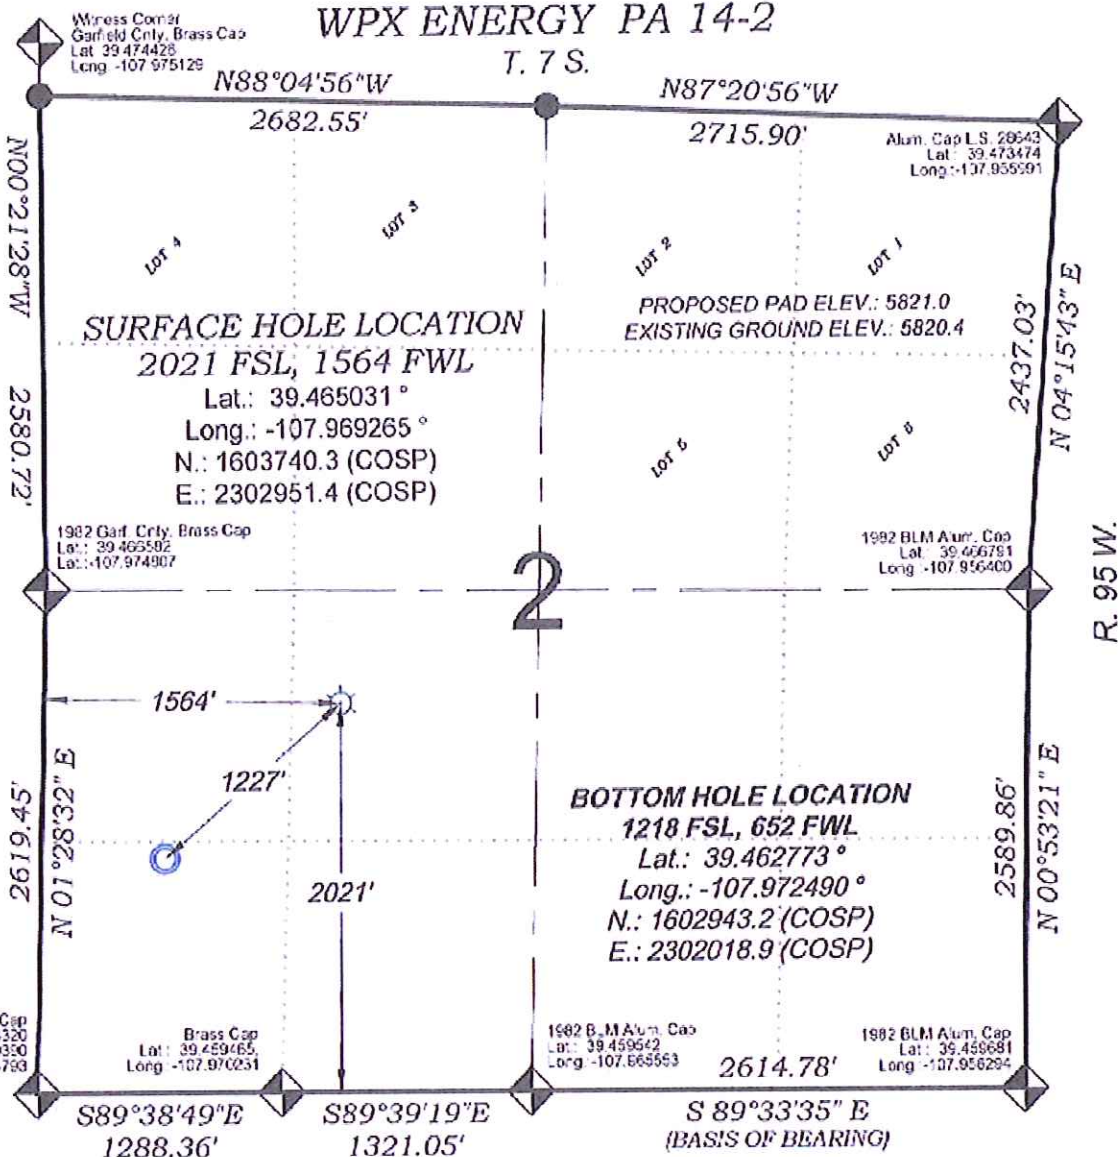 WPX ENERGY PA 14-2
T. 7 S.
Witness Corner
Garfield Cnty. Brass Cap
Lat 39 474428
Long -107 975129
N88°04'56"W
2682.55'
N87°20'56"W
2715.90'
Alum. Cap L.S. 28643
Lat : 39.473474
N00°21'28"W
2580.72'
LOT 4
LOT 3
LOT 2
LOT 1
PROPOSED PAD ELEV.: 5821.0
EXISTING GROUND ELEV.: 5820.4
SURFACE HOLE LOCATION
2021 FSL, 1564 FWL
Lat.: 39.465031 °
Long.: -107.969265 °
N.: 1603740.3 (COSP)
E.: 2302951.4 (COSP)
2437.03'
N 04°15'43" E
LOT 5
1982 Garf. Cnty. Brass Cap
Lat.: 39 466592
Lat.:-107.974807
1982 BLM Alum. Cap
Lat : 39.466791
Long :-107.956400
2
R. 95 W.
1564'
1227'
2021'
2619.45'
N 01°28'32" E
BOTTOM HOLE LOCATION
1218 FSL, 652 FWL
Lat.: 39.462773 °
Long.: -107.972490 °
N.: 1602943.2 (COSP)
E.: 2302018.9 (COSP)
2589.86'
N 00°53'21" E
Cap
Brass Cap
Lat : 39.459465
Long : -107.970231
1982 BLM Alum. Cap
Lat : 39.459542
1982 BLM Alum. Cap
Lat : 39.459681
Long : -107.956294
2614.78'
S89°38'49"E
1288.36'
S89°39'19"E
1321.05'
S 89°33'35" E
(BASIS OF BEARING)